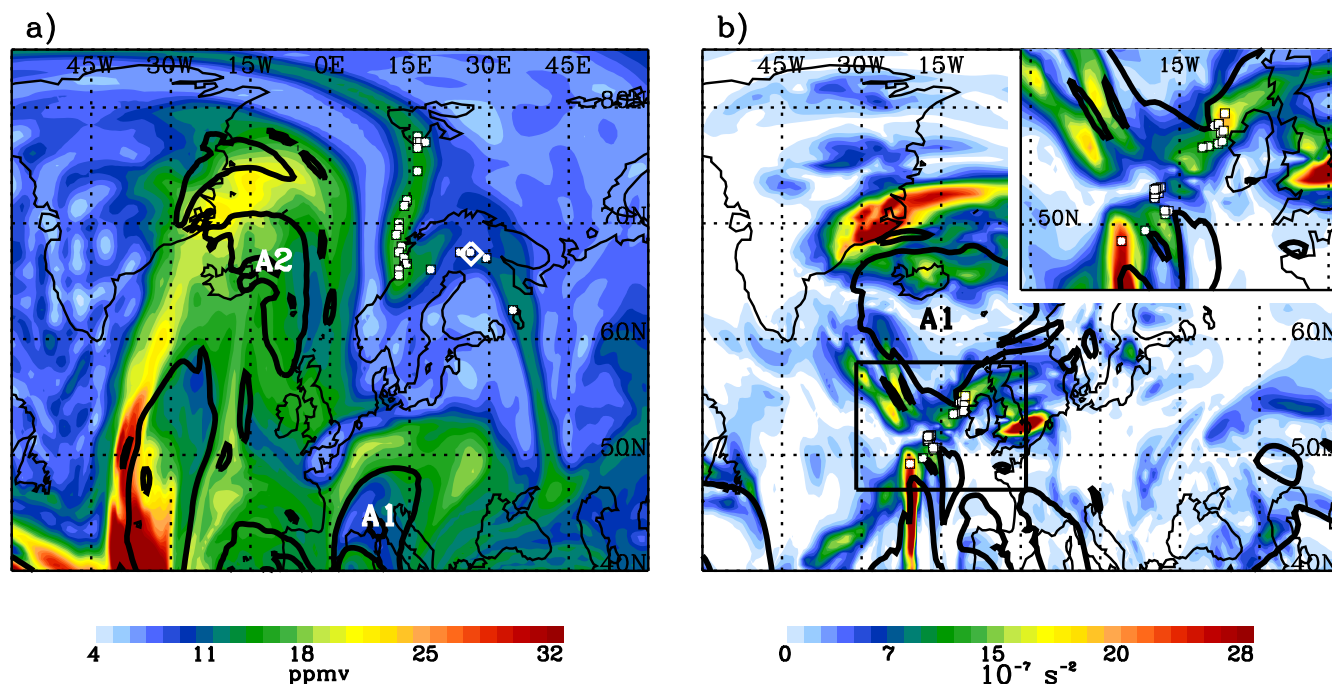 a)
45W 30W 15W 0E 15E 30E 45E
80N
70N
A2
60N
50N
A1
40N
4 11 18 25 32
ppmv
b)
45W 30W 15W
15W
50N
70N
A1
60N
50N
40N
0 7 15 20 28
10⁻⁷ s⁻²